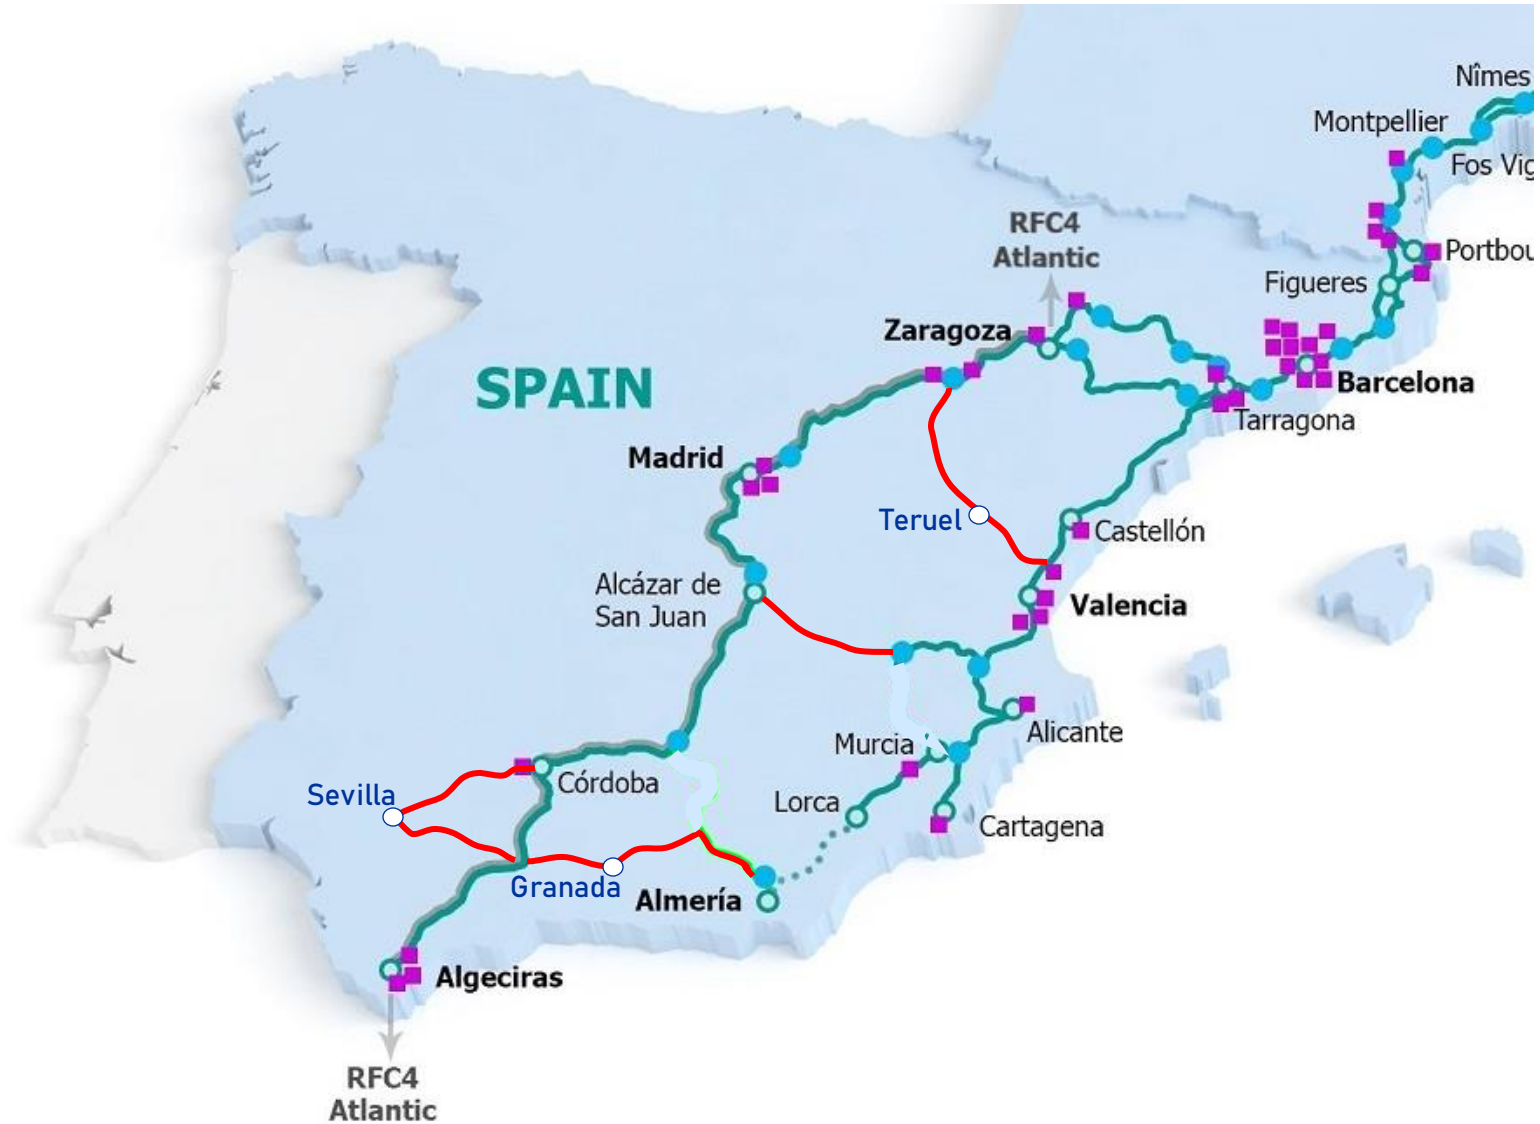 Nîmes
Montpellier
Fos Vig
RFC4
Atlantic
Portbou
Figueres
Zaragoza
SPAIN
Barcelona
Tarragona
Madrid
Teruel
Castellón
Alcázar de
San Juan
Valencia
Murcia
Alicante
Sevilla
Córdoba
Lorca
Cartagena
Granada
Almería
Algeciras
RFC4
Atlantic